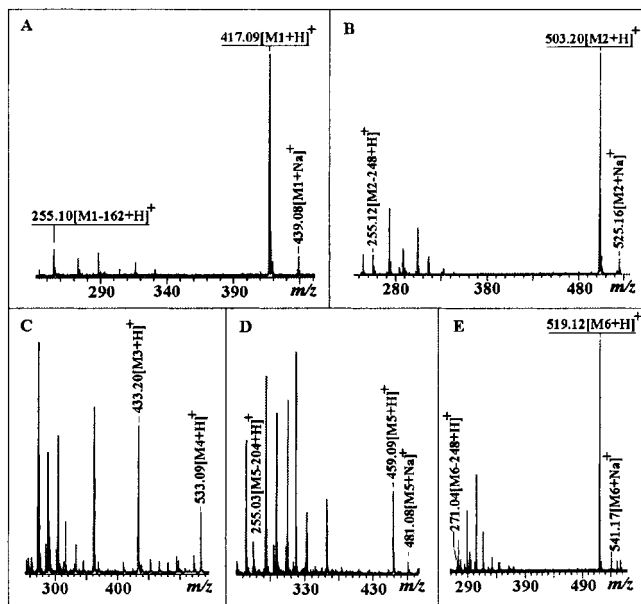 A
417.09[M1+H]+
255.10[M1-162+H]+
439.08[M1+Na]+
290
390
m/z
B
503.20[M2+H]+
255.12[M2-248+H]+
525.16[M2+Na]+
280
380
480
m/z
C
433.20[M3+H]+
533.09[M4+H]+
300
400
m/z
D
255.03[M5-204+H]+
459.09[M5+H]+
481.08[M5+Na]+
330
430
m/z
E
519.12[M6+H]+
271.04[M6-248+H]+
541.17[M6+Na]+
290
390
490
m/z